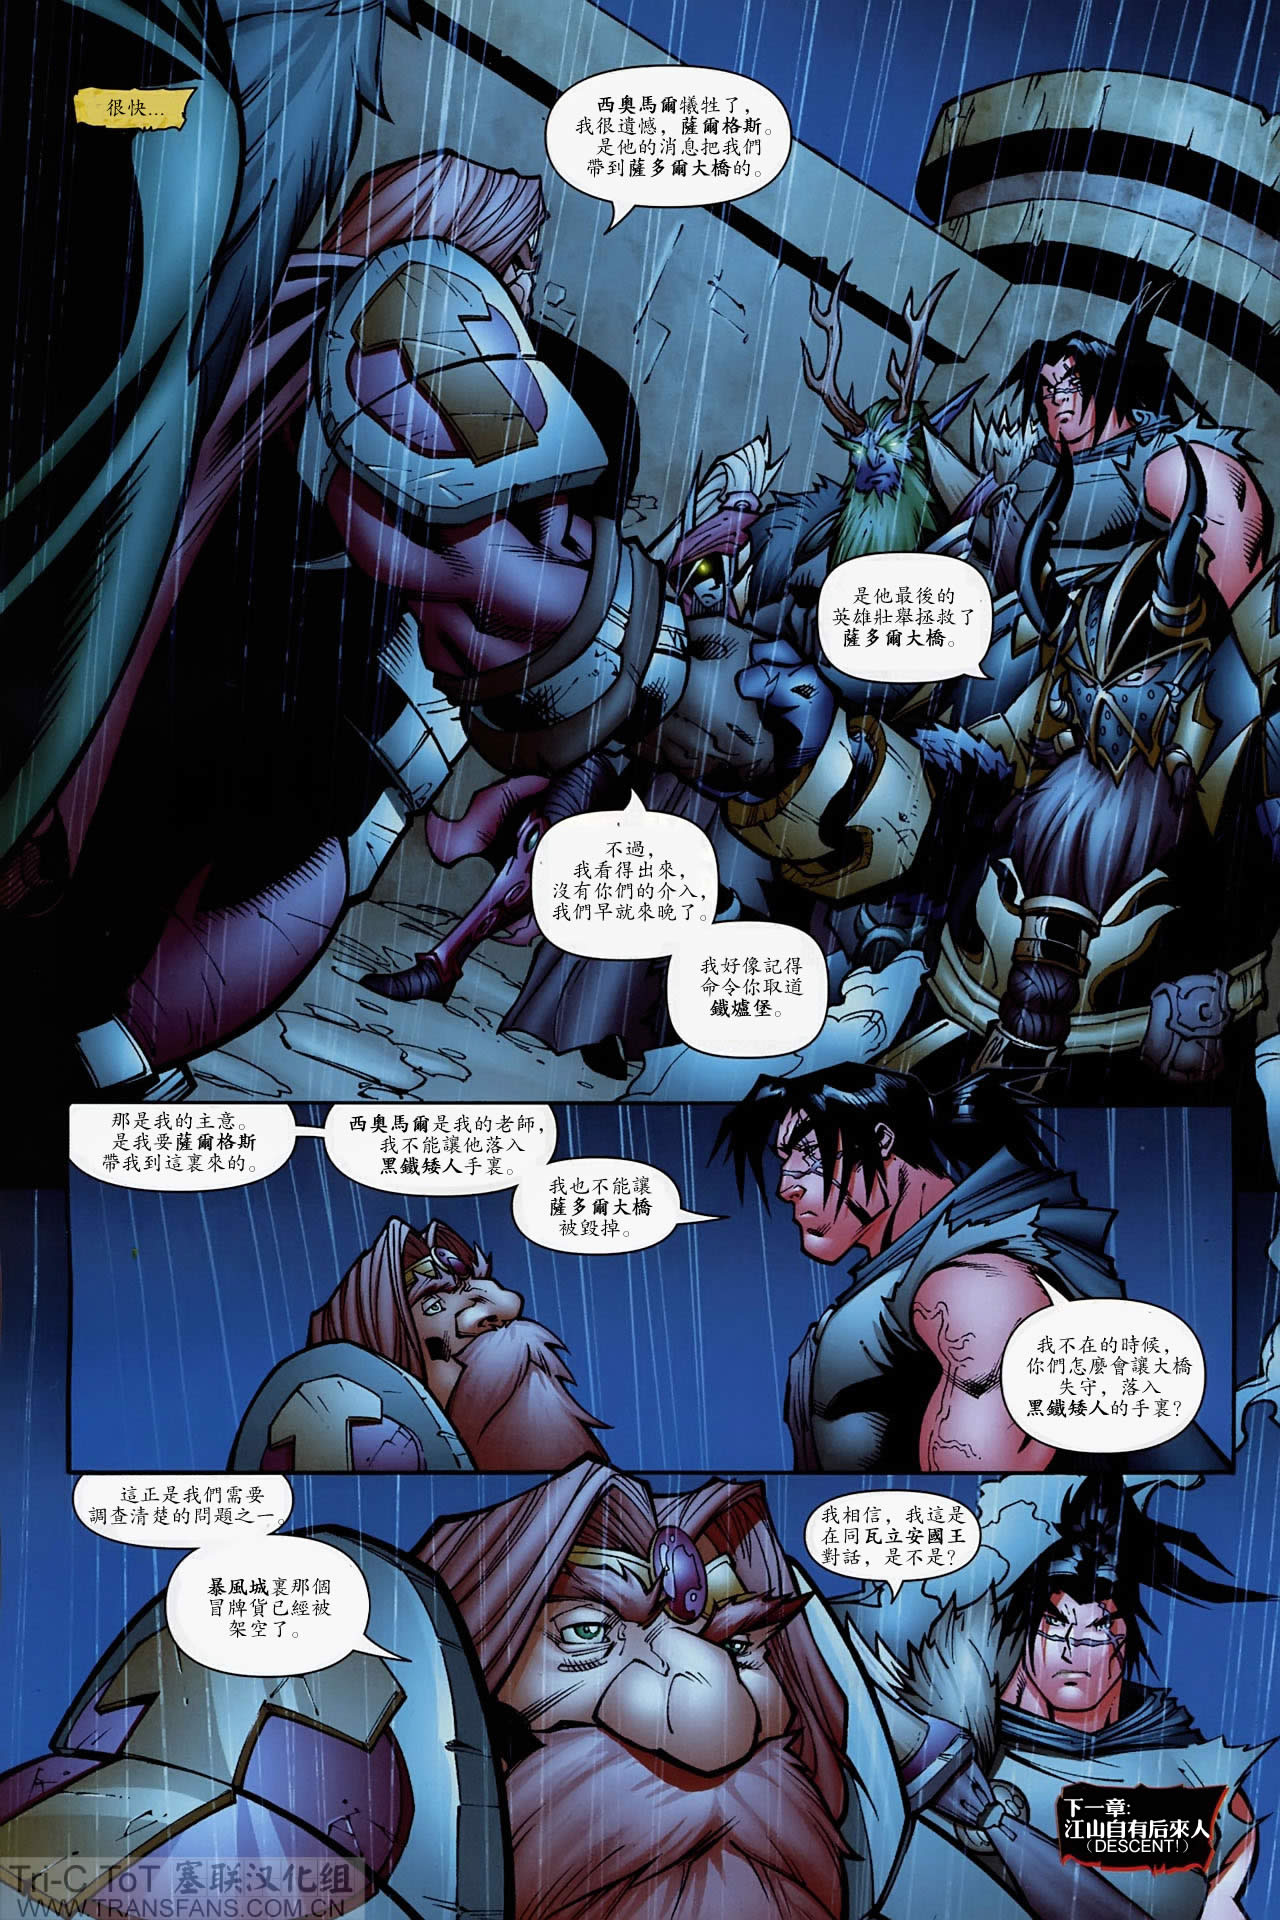 很快...
西奧馬爾犧牲了，
我很遺憾，薩爾格斯。
是他的消息把我們
帶到薩多爾大橋的。
是他最後的
英雄壯舉拯救了
薩多爾大橋。
不過，
我看得出來，
沒有你們的介入，
我們早就來晚了。
我好像記得
命令你取道
鐵爐堡。
那是我的主意。
是我要薩爾格斯
帶我到這裏來的。
西奧馬爾是我的老師，
我不能讓他落入
黑鐵矮人手裏。
我也不能讓
薩多爾大橋
被毀掉。
我不在的時候，
你們怎麼會讓大橋
失守，落入
黑鐵矮人的手裏？
這正是我們需要
調查清楚的問題之一。
暴風城裏那個
冒牌貨已經被
架空了。
我相信，我這是
在同瓦立安國王
對話，是不是？
下一章:
江山自有后來人
（DESCENT!）
Tri-C ToT 塞联汉化组
WWW.TRANSFANS.COM.CN